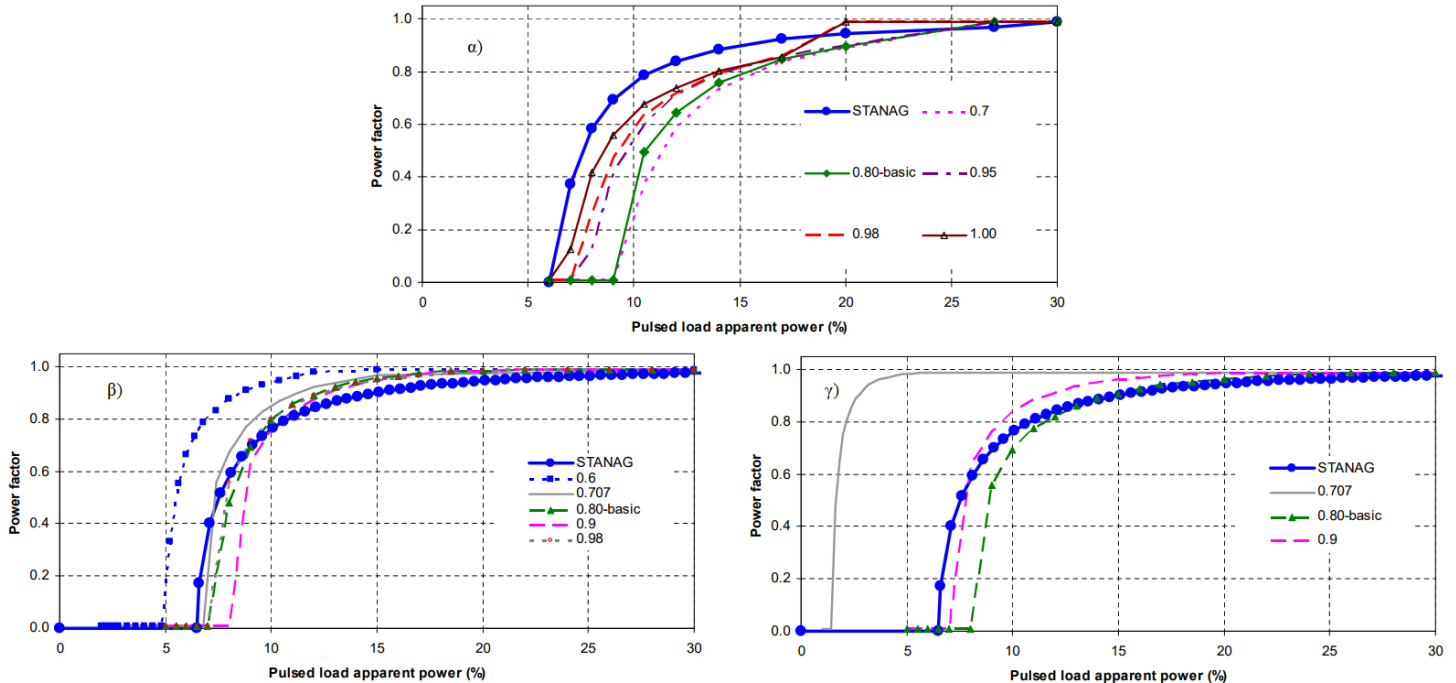 α)
Power factor
1.0
0.8
0.6
0.4
0.2
0.0
0 5 10 15 20 25 30
Pulsed load apparent power (%)
STANAG 0.7
0.80-basic 0.95
0.98 1.00
β)
Power factor
1.0
0.8
0.6
0.4
0.2
0.0
0 5 10 15 20 25 30
Pulsed load apparent power (%)
STANAG
0.6
0.707
0.80-basic
0.9
0.98
γ)
Power factor
1.0
0.8
0.6
0.4
0.2
0.0
0 5 10 15 20 25 30
Pulsed load apparent power (%)
STANAG
0.707
0.80-basic
0.9